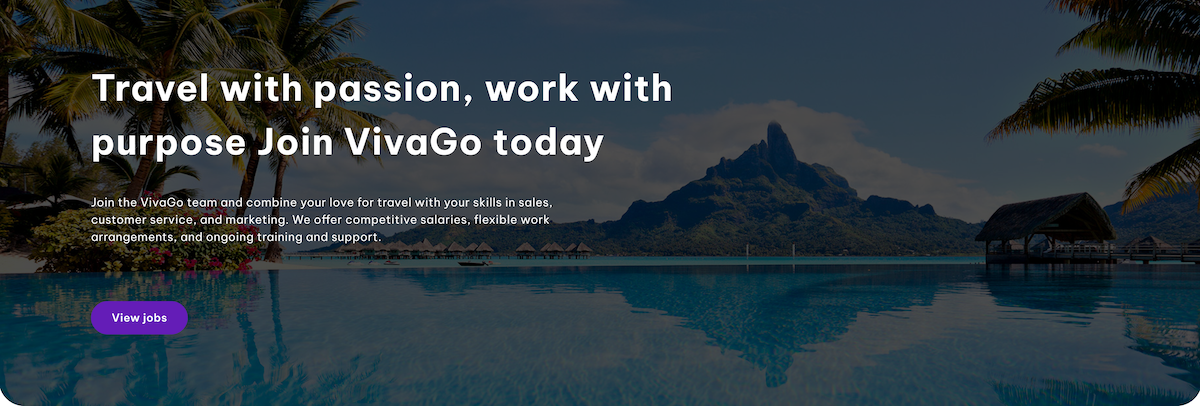 Travel with passion, work with
purpose Join VivaGo today
Join the VivaGo team and combine your love for travel with your skills in sales,
customer service, and marketing. We offer competitive salaries, flexible work
arrangements, and ongoing training and support.
View jobs